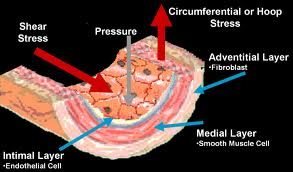 Circumferential or Hoop
Stress
Shear
Stress
Pressure
Adventitial Layer
•Fibroblast
Medial Layer
•Smooth Muscle Cell
Intimal Layer
•Endothelial Cell